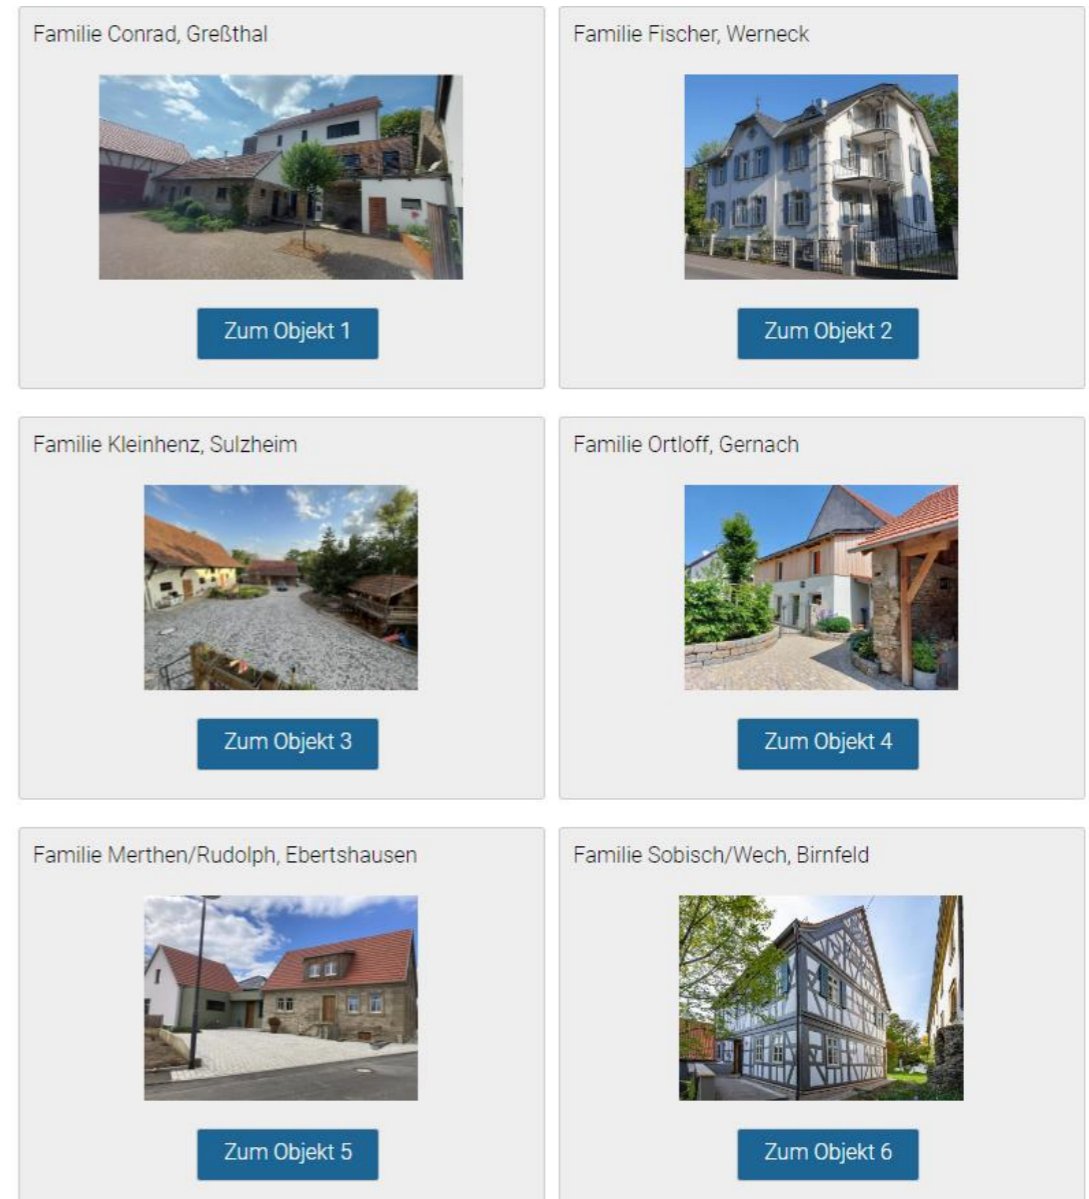 Familie Conrad, Greßthal
Familie Fischer, Werneck
Zum Objekt 1
Zum Objekt 2
Familie Kleinhenz, Sulzheim
Familie Ortloff, Gernach
Zum Objekt 3
Zum Objekt 4
Familie Merthen/Rudolph, Ebertshausen
Familie Sobisch/Wech, Birnfeld
Zum Objekt 5
Zum Objekt 6